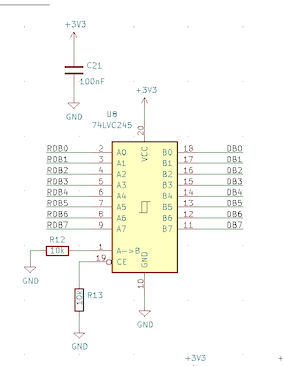 +3V3
C21
100nF
GND
+3V3
U8
74LVC245
20
VCC
RDB0 2 A0 B0 18 DB0
RDB1 3 A1 B1 17 DB1
RDB2 4 A2 B2 16 DB2
RDB3 5 A3 B3 15 DB3
RDB4 6 A4 B4 14 DB4
RDB5 7 A5 B5 13 DB5
RDB6 8 A6 B6 12 DB6
RDB7 9 A7 B7 11 DB7
R12
10k
1 A->B
19 CE
GND
GND
10
10k
R13
GND
GND
+3V3
+